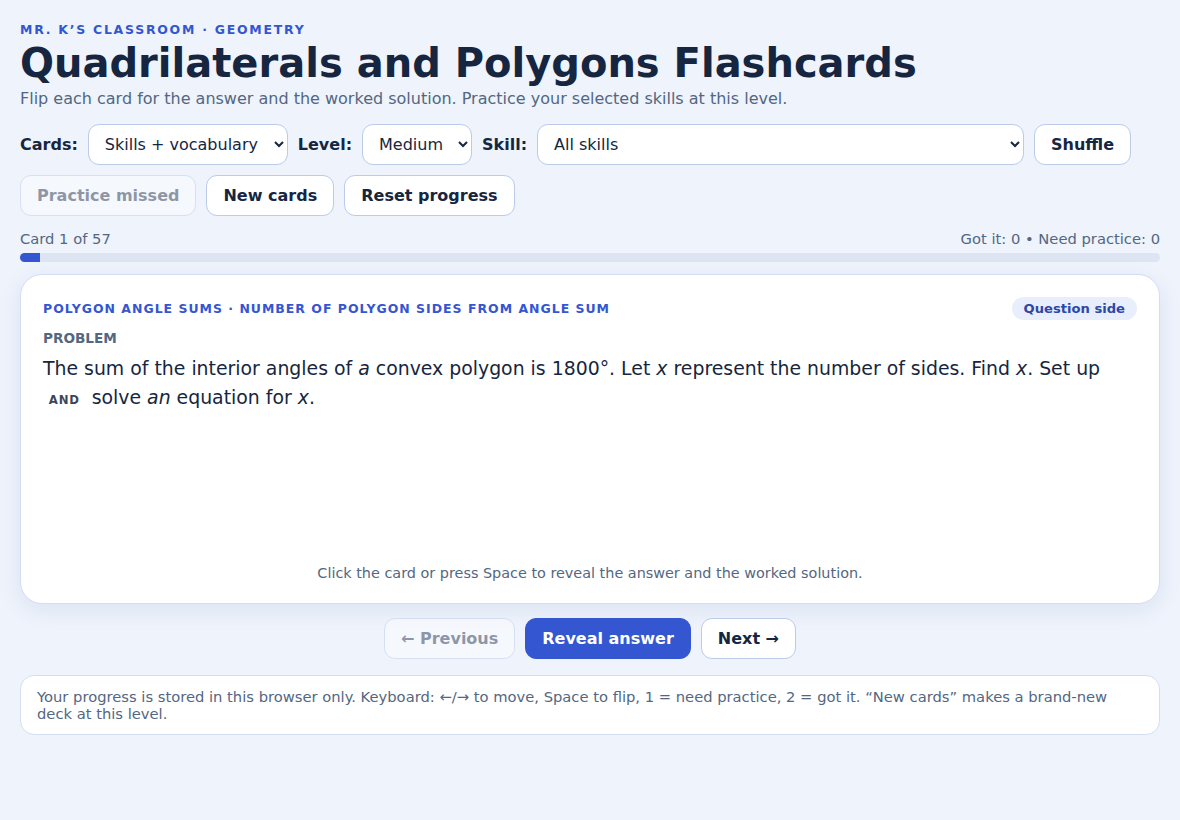 MR. K’S CLASSROOM · GEOMETRY
Quadrilaterals and Polygons Flashcards
Flip each card for the answer and the worked solution. Practice your selected skills at this level.
Cards: Skills + vocabulary Level: Medium Skill: All skills Shuffle
Practice missed New cards Reset progress
Card 1 of 57 Got it: 0 • Need practice: 0
POLYGON ANGLE SUMS · NUMBER OF POLYGON SIDES FROM ANGLE SUM Question side
PROBLEM
The sum of the interior angles of a convex polygon is 1800°. Let x represent the number of sides. Find x. Set up
AND solve an equation for x.
Click the card or press Space to reveal the answer and the worked solution.
← Previous Reveal answer Next →
Your progress is stored in this browser only. Keyboard: ←/→ to move, Space to flip, 1 = need practice, 2 = got it. “New cards” makes a brand-new
deck at this level.